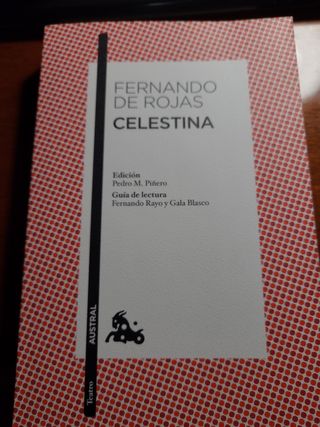 FERNANDO
DE ROJAS
CELESTINA
Edición
Pedro M. Piñero
Guía de lectura
Fernando Rayo y Gala Blasco
AUSTRAL
Teatro